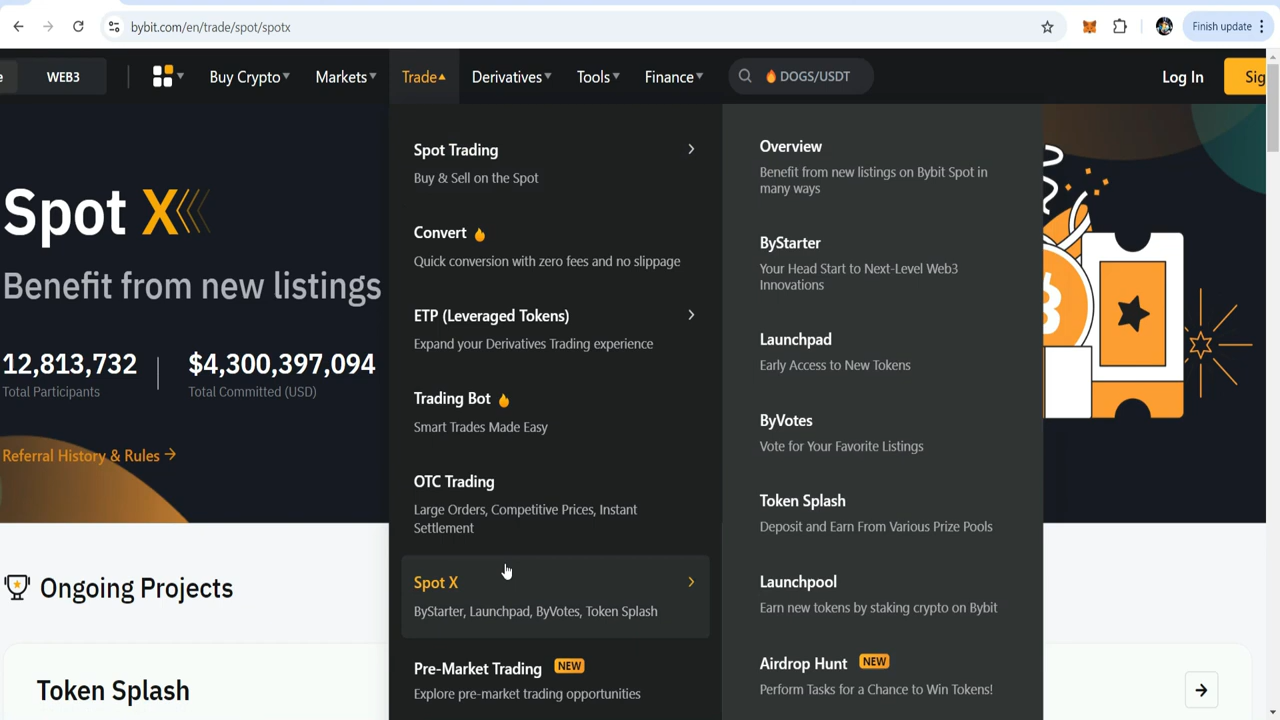 bybit.com/en/trade/spot/spotx
Finish update
WEB3
Buy Crypto
Markets
Trade
Derivatives
Tools
Finance
DOGS/USDT
Log In
Sig
Spot X
Benefit from new listings
12,813,732
Total Participants
$4,300,397,094
Total Committed (USD)
Referral History & Rules
Ongoing Projects
Token Splash
Spot Trading
Buy & Sell on the Spot
Convert
Quick conversion with zero fees and no slippage
ETP (Leveraged Tokens)
Expand your Derivatives Trading experience
Trading Bot
Smart Trades Made Easy
OTC Trading
Large Orders, Competitive Prices, Instant
Settlement
Spot X
ByStarter, Launchpad, ByVotes, Token Splash
Pre-Market Trading NEW
Explore pre-market trading opportunities
Overview
Benefit from new listings on Bybit Spot in
many ways
ByStarter
Your Head Start to Next-Level Web3
Innovations
Launchpad
Early Access to New Tokens
ByVotes
Vote for Your Favorite Listings
Token Splash
Deposit and Earn From Various Prize Pools
Launchpool
Earn new tokens by staking crypto on Bybit
Airdrop Hunt NEW
Perform Tasks for a Chance to Win Tokens!